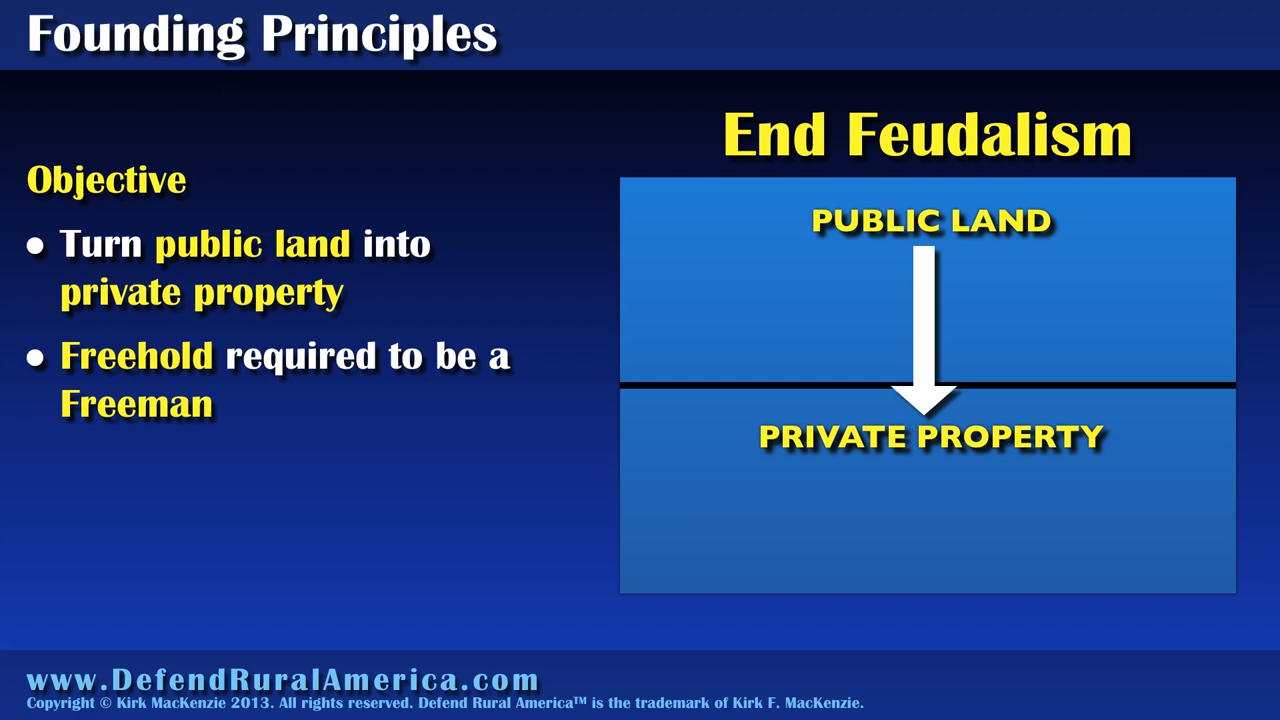 Founding Principles
End Feudalism
Objective
• Turn public land into
private property
• Freehold required to be a
Freeman
PUBLIC LAND
PRIVATE PROPERTY
www.DefendRuralAmerica.com
Copyright © Kirk MacKenzie 2013. All rights reserved. Defend Rural America™ is the trademark of Kirk F. MacKenzie.